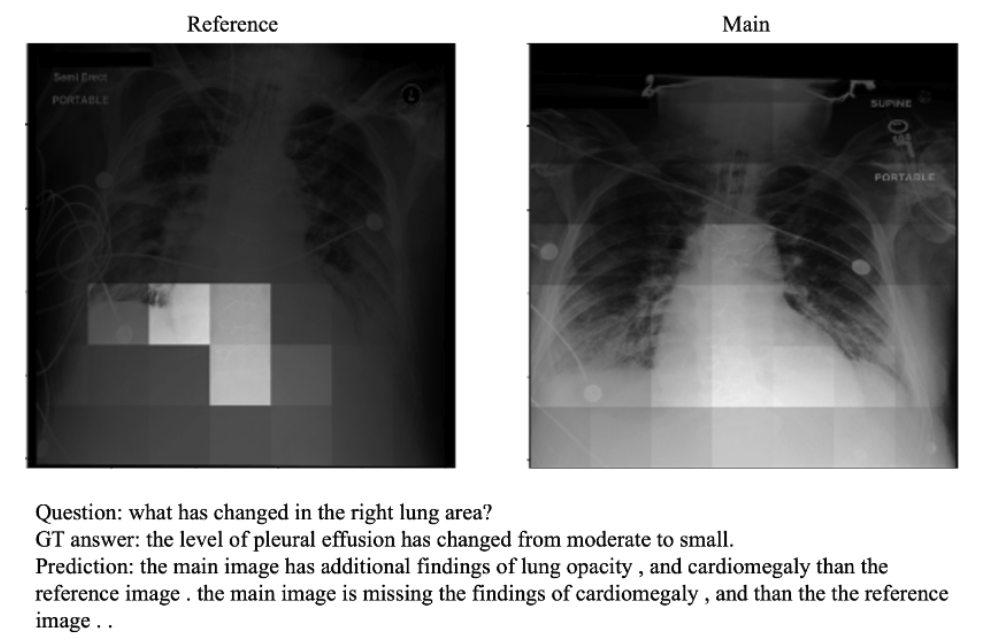 Reference
Main
Semi Erect
PORTABLE
SUPINE
PORTABLE
Question: what has changed in the right lung area?
GT answer: the level of pleural effusion has changed from moderate to small.
Prediction: the main image has additional findings of lung opacity , and cardiomegaly than the
reference image . the main image is missing the findings of cardiomegaly , and than the the reference
image . .